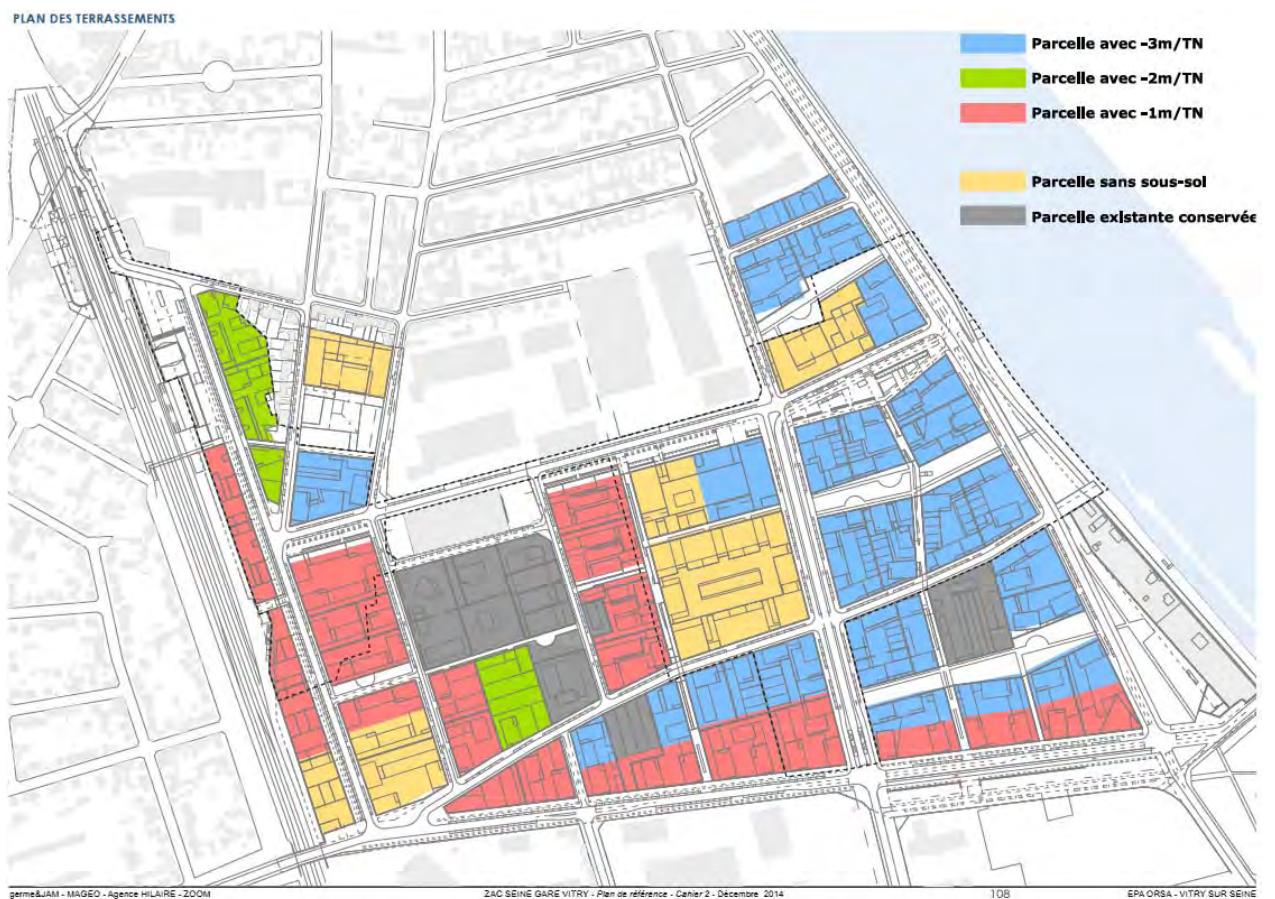 PLAN DES TERRASSEMENTS
Parcelle avec -3m/TN
Parcelle avec -2m/TN
Parcelle avec -1m/TN
Parcelle sans sous-sol
Parcelle existante conservée
germe&JAM - MAGEO - Agence HILAIRE - ZOOM
ZAC SEINE GARE VITRY - Plan de référence - Cahier 2 - Décembre 2014
108
EPA ORSA - VITRY SUR SEINE